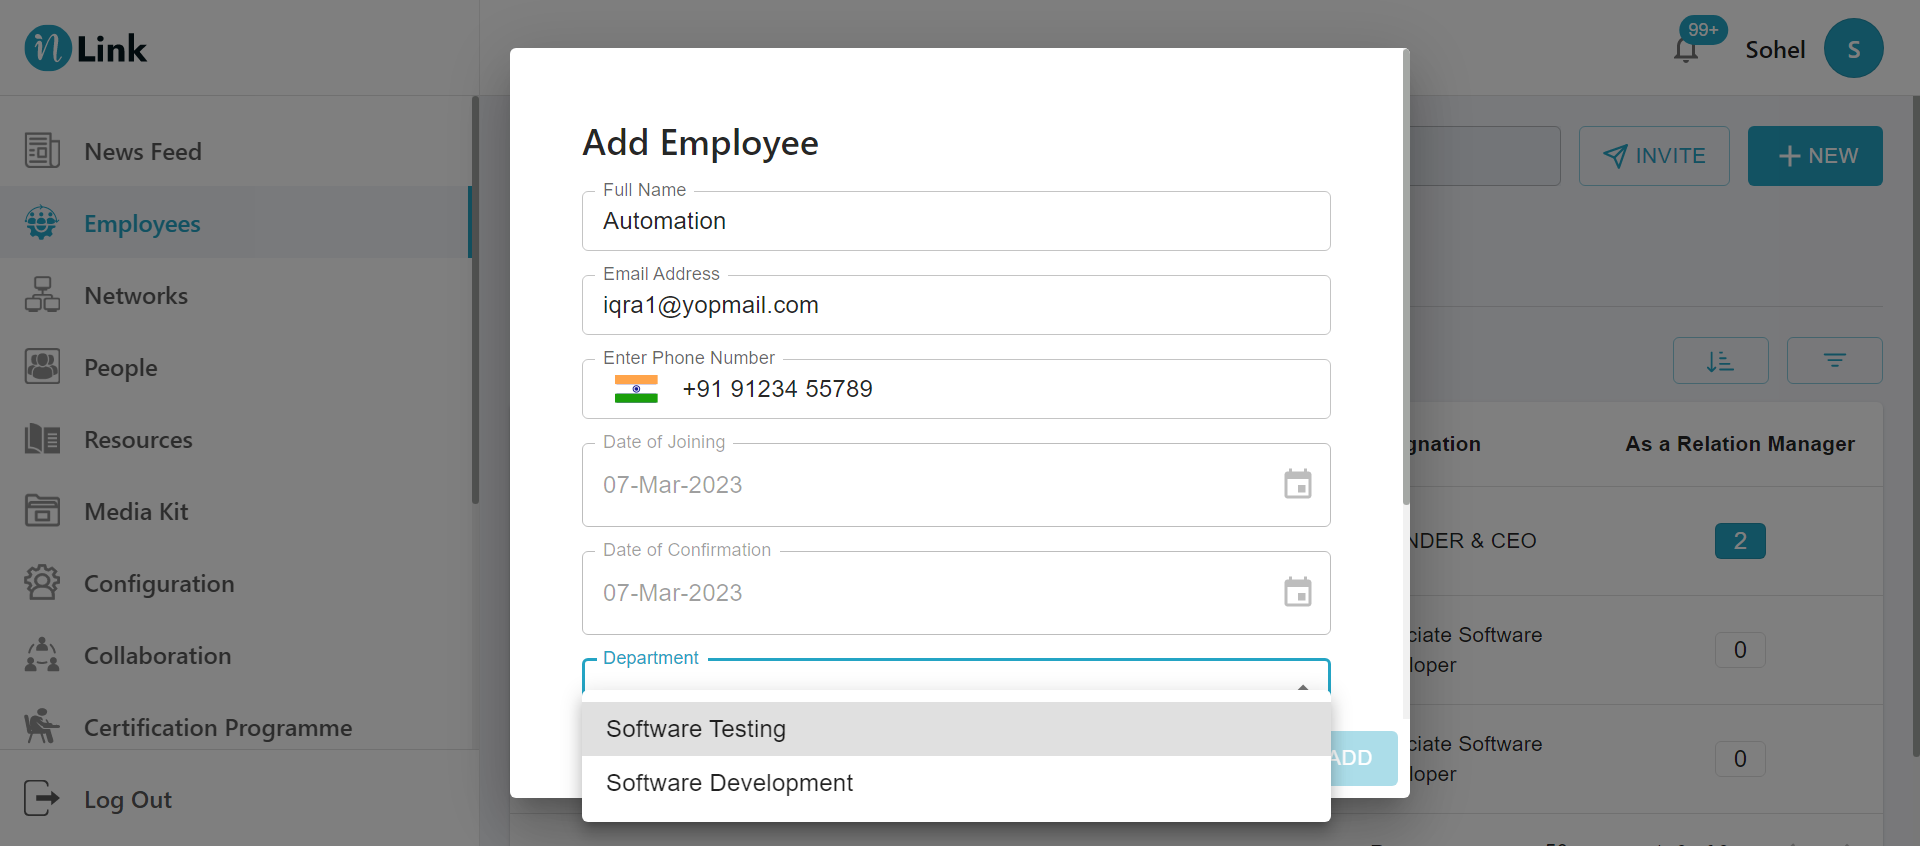 Link
99+
Sohel
S
News Feed
Employees
Networks
People
Resources
Media Kit
Configuration
Collaboration
Certification Programme
Log Out
INVITE
NEW
Add Employee
Full Name
Automation
Email Address
iqra1@yopmail.com
Enter Phone Number
+91 91234 55789
Date of Joining
07-Mar-2023
Date of Confirmation
07-Mar-2023
Department
Software Testing
Software Development
ADD
gnation
As a Relation Manager
NDER & CEO
2
ciate Software
loper
0
ciate Software
loper
0